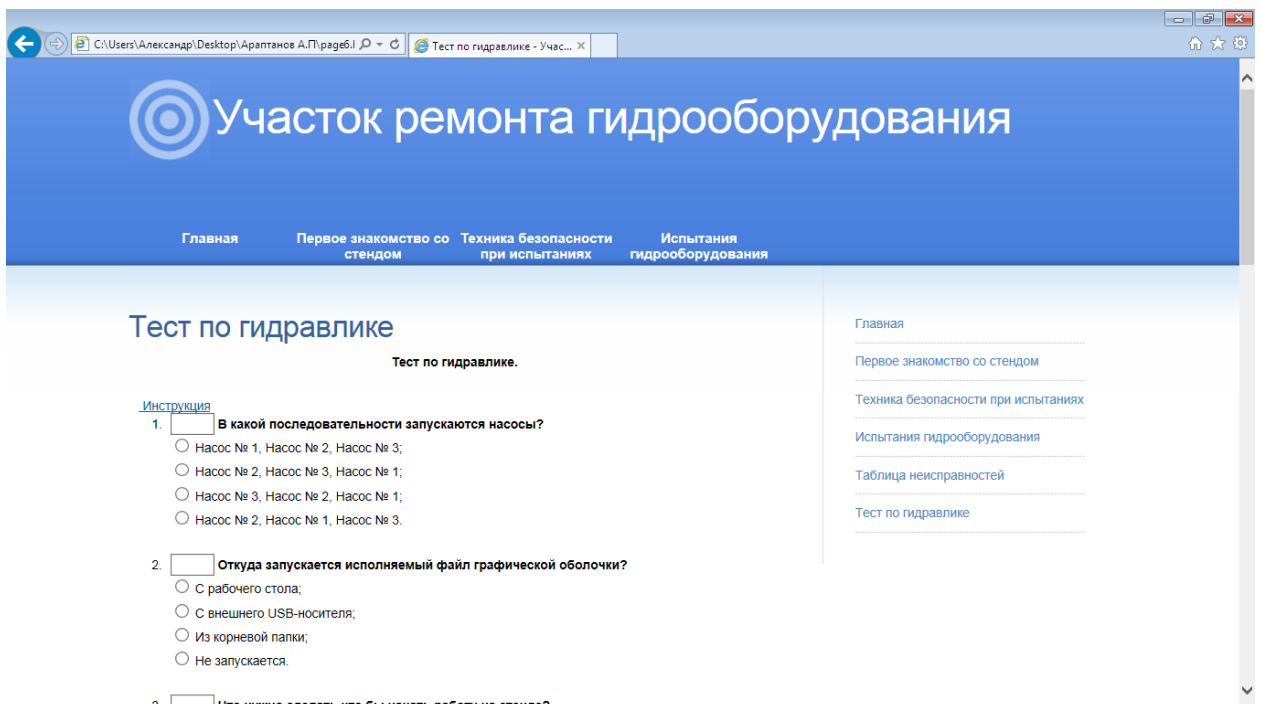 C:\Users\Александр\Desktop\Араптанов А.П\page6.l
Тест по гидравлике - Учас...
Участок ремонта гидрооборудования
Главная
Первое знакомство со
стендом
Техника безопасности
при испытаниях
Испытания
гидрооборудования
Тест по гидравлике
Тест по гидравлике.
Инструкция
1. В какой последовательности запускаются насосы?
Насос № 1, Насос № 2, Насос № 3;
Насос № 2, Насос № 3, Насос № 1;
Насос № 3, Насос № 2, Насос № 1;
Насос № 2, Насос № 1, Насос № 3.
2. Откуда запускается исполняемый файл графической оболочки?
С рабочего стола;
С внешнего USB-носителя;
Из корневой папки;
Не запускается.
Главная
Первое знакомство со стендом
Техника безопасности при испытаниях
Испытания гидрооборудования
Таблица неисправностей
Тест по гидравлике